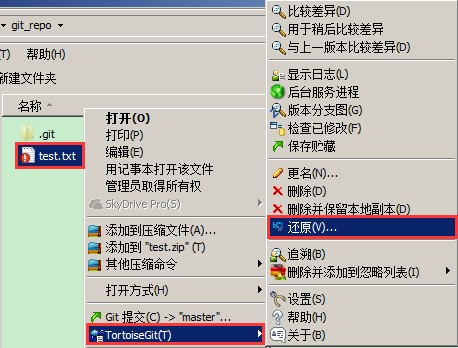 git_repo
(T) 帮助(H)
新建文件夹
名称
.git
test.txt
打开(O)
打印(P)
编辑(E)
用记事本打开该文件
管理员取得所有权
SkyDrive Pro(S)
添加到压缩文件(A)...
添加到 "test.zip" (T)
其他压缩命令
打开方式(H)
Git 提交(C) -> "master"...
TortoiseGit(T)
比较差异(D)
用于稍后比较差异
与上一版本比较差异(D)
显示日志(L)
后台服务进程
版本分支图(G)
检查已修改(F)
保存贮藏
更名(N)...
删除(D)
删除并保留本地副本(D)
还原(V)...
追溯(B)
删除并添加到忽略列表(I)
设置(S)
帮助(H)
关于(B)